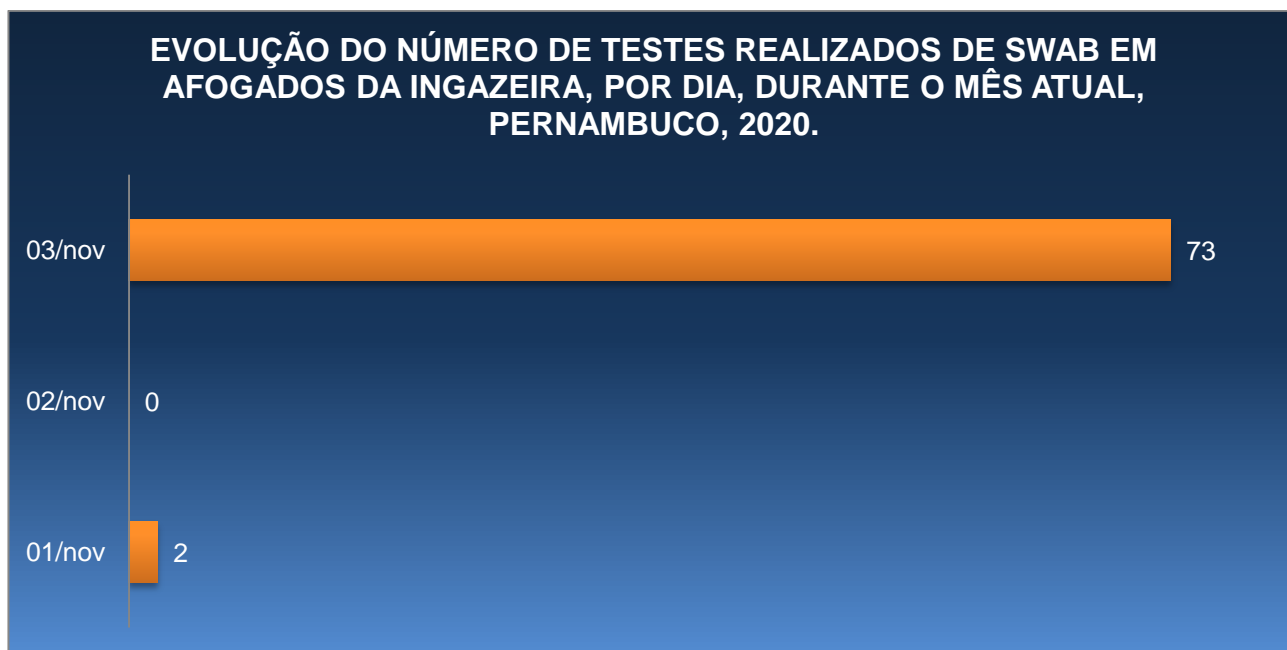 EVOLUÇÃO DO NÚMERO DE TESTES REALIZADOS DE SWAB EM
AFOGADOS DA INGAZEIRA, POR DIA, DURANTE O MÊS ATUAL,
PERNAMBUCO, 2020.
03/nov 73
02/nov 0
01/nov 2